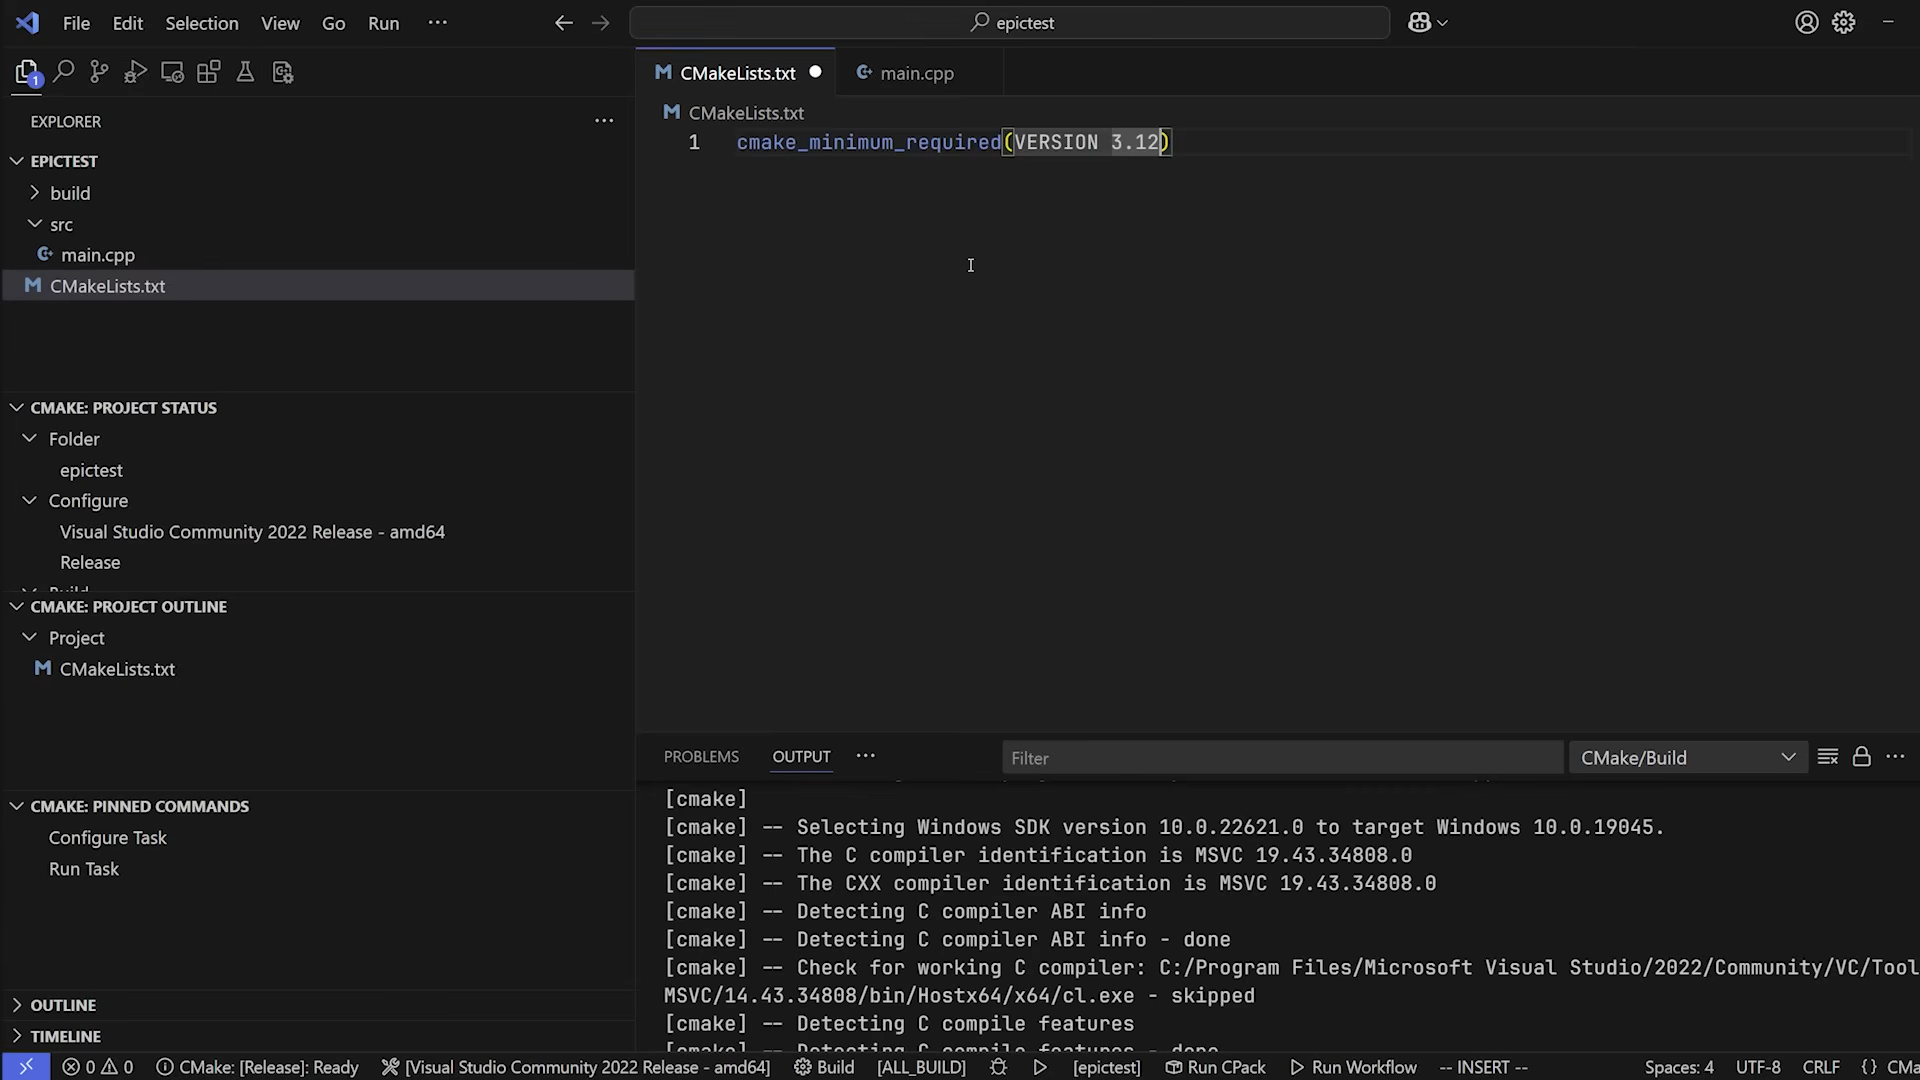 File Edit Selection View Go Run ···
epictest
1
CMakeLists.txt
main.cpp
EXPLORER
CMakeLists.txt
1 cmake_minimum_required(VERSION 3.12)
EPICTEST
build
src
main.cpp
CMakeLists.txt
CMAKE: PROJECT STATUS
Folder
epictest
Configure
Visual Studio Community 2022 Release - amd64
Release
CMAKE: PROJECT OUTLINE
Project
CMakeLists.txt
CMAKE: PINNED COMMANDS
Configure Task
Run Task
OUTLINE
TIMELINE
PROBLEMS OUTPUT ··· Filter CMake/Build
[cmake]
[cmake] -- Selecting Windows SDK version 10.0.22621.0 to target Windows 10.0.19045.
[cmake] -- The C compiler identification is MSVC 19.43.34808.0
[cmake] -- The CXX compiler identification is MSVC 19.43.34808.0
[cmake] -- Detecting C compiler ABI info
[cmake] -- Detecting C compiler ABI info - done
[cmake] -- Check for working C compiler: C:/Program Files/Microsoft Visual Studio/2022/Community/VC/Tool
MSVC/14.43.34808/bin/Hostx64/x64/cl.exe - skipped
[cmake] -- Detecting C compile features
[cmake] -- Detecting C compile features - done
0 0 CMake: [Release]: Ready [Visual Studio Community 2022 Release - amd64] Build [ALL_BUILD] [epictest] Run CPack Run Workflow -- INSERT -- Spaces: 4 UTF-8 CRLF {} CMa